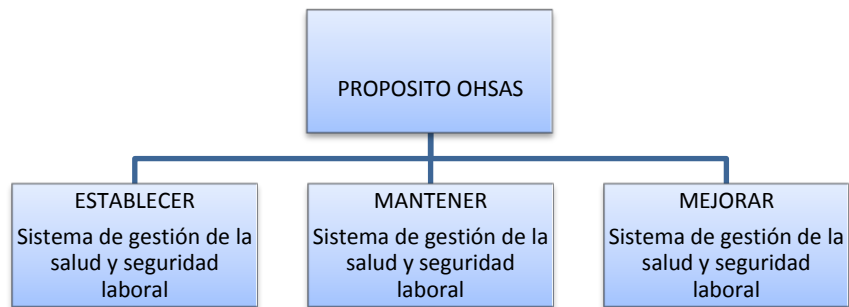 PROPOSITO OHSAS
ESTABLECER
Sistema de gestión de la
salud y seguridad
laboral
MANTENER
Sistema de gestión de la
salud y seguridad
laboral
MEJORAR
Sistema de gestión de la
salud y seguridad
laboral